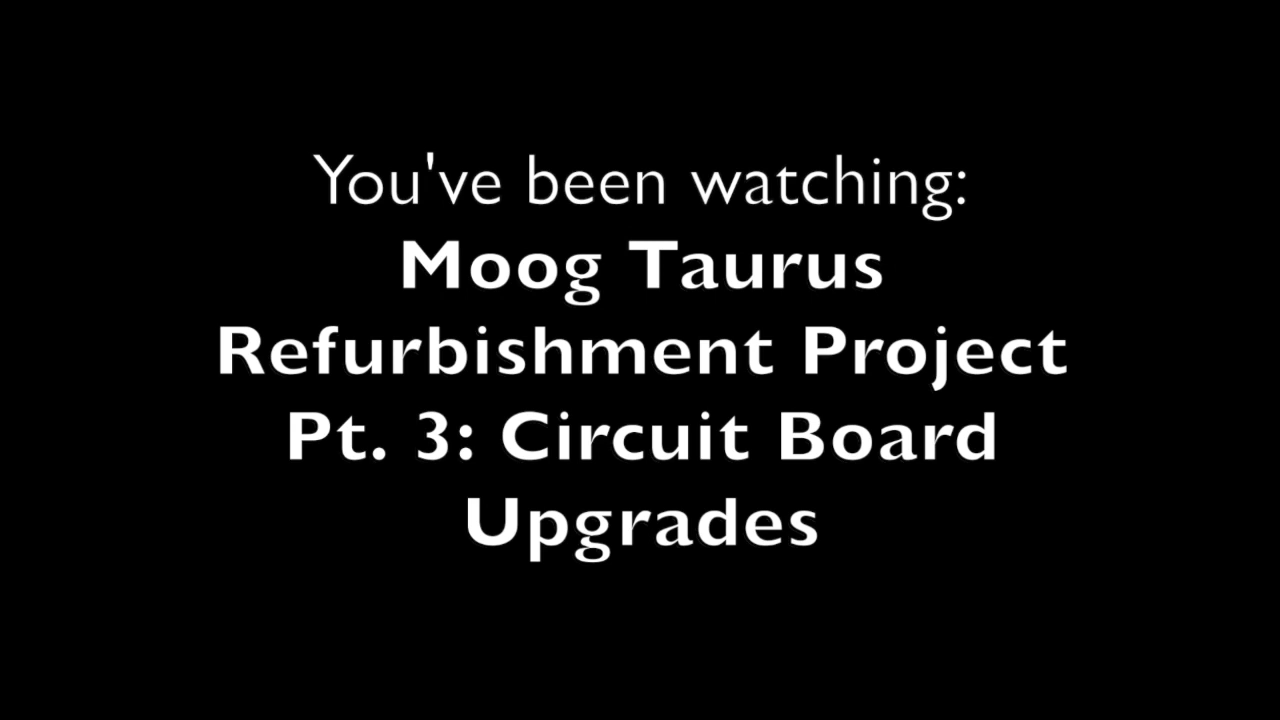 You've been watching:
Moog Taurus
Refurbishment Project
Pt. 3: Circuit Board
Upgrades